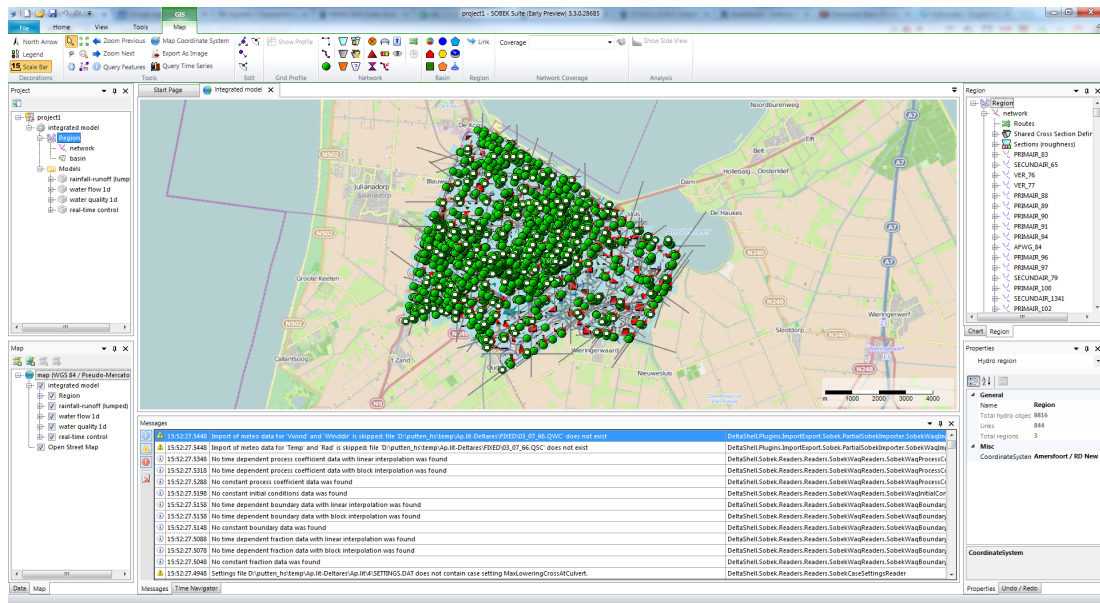 project1 - SOBEK Suite (Early Preview) 3.3.0.28685
GIS
File Home View Tools Map
North Arrow
Legend
Scale Bar
Decorations
Zoom Previous
Zoom Next
Query Features
Map Coordinate System
Export As Image
Query Time Series
Tools
Edit
Show Profile
Grid Profile
Network
Basin
Link
Region
Coverage
Network Coverage
Show Side View
Analysis
Project
project1
integrated model
Region
network
basin
Models
rainfall-runoff (lump
water flow 1d
water quality 1d
real-time control
Map
map (WGS 84 / Pseudo-Mercato
integrated model
Region
rainfall-runoff (lumped)
water flow 1d
water quality 1d
real-time control
Open Street Map
Data Map
Start Page integrated model
Noordburenweg
De Koo
A7
N502
Elft
Belt
Hollebalg
Oosterdief
Julianadorp
Julianadorp
Blauw
Dam
A7
De Haukes
N502
A7
N240
Groote Keeten
N240
Wieringerwerf
N502
Slootdorp
N240
Callantsoog
't Zand
Oud
Wieringerwaard
Nieuwesluis
N248
N9
m 1000 2000 3000 4000
Messages
15:52:27.5448 Import of meteo data for 'Vwind' and 'Winddir' is skipped: file 'D:\putten_hs\temp\Ap.lit-Deltares\FIXED\03_07_66.QWC' does not exist DeltaShell.Plugins.ImportExport.Sobek.PartialSobekImporter.SobekWaqIm
15:52:27.5448 Import of meteo data for 'Temp' and 'Rad' is skipped: file 'D:\putten_hs\temp\Ap.lit-Deltares\FIXED\03_07_66.QSC' does not exist DeltaShell.Plugins.ImportExport.Sobek.PartialSobekImporter.SobekWaqIm
15:52:27.5348 No time dependent process coefficient data with linear interpolation was found DeltaShell.Sobek.Readers.Readers.SobekWaqReaders.SobekWaqProcessCo
15:52:27.5318 No time dependent process coefficient data with block interpolation was found DeltaShell.Sobek.Readers.Readers.SobekWaqReaders.SobekWaqProcessCo
15:52:27.5288 No constant process coefficient data was found DeltaShell.Sobek.Readers.Readers.SobekWaqReaders.SobekWaqProcessCo
15:52:27.5198 No constant initial conditions data was found DeltaShell.Sobek.Readers.Readers.SobekWaqReaders.SobekWaqInitialCon
15:52:27.5158 No time dependent boundary data with linear interpolation was found DeltaShell.Sobek.Readers.Readers.SobekWaqReaders.SobekWaqBoundary
15:52:27.5158 No time dependent boundary data with block interpolation was found DeltaShell.Sobek.Readers.Readers.SobekWaqReaders.SobekWaqBoundary
15:52:27.5148 No constant boundary data was found DeltaShell.Sobek.Readers.Readers.SobekWaqReaders.SobekWaqBoundary
15:52:27.5088 No time dependent fraction data with linear interpolation was found DeltaShell.Sobek.Readers.Readers.SobekWaqReaders.SobekWaqBoundary
15:52:27.5078 No time dependent fraction data with block interpolation was found DeltaShell.Sobek.Readers.Readers.SobekWaqReaders.SobekWaqBoundary
15:52:27.5048 No constant fraction data was found DeltaShell.Sobek.Readers.Readers.SobekWaqReaders.SobekWaqBoundary
15:52:27.4948 Settings file D:\putten_hs\temp\Ap.lit-Deltares\Ap.lit\4\SETTINGS.DAT does not contain case setting MaxLoweringCrossAtCulvert. DeltaShell.Sobek.Readers.Readers.SobekCaseSettingsReader
Messages Time Navigator
Region
Region
network
Routes
Shared Cross Section Defir
Sections (roughness)
PRIMAIR_83
SECUNDAIR_65
VER_76
VER_77
PRIMAIR_88
PRIMAIR_89
PRIMAIR_90
PRIMAIR_91
PRIMAIR_94
AFWG_84
PRIMAIR_96
PRIMAIR_97
SECUNDAIR_79
PRIMAIR_100
SECUNDAIR_1341
PRIMAIR_102
Chart Region
Properties
Hydro region
General
Name Region
Total hydro objec 8816
Links 844
Total regions 3
Misc
CoordinateSysten Amersfoort / RD New
CoordinateSystem
Properties Undo / Redo